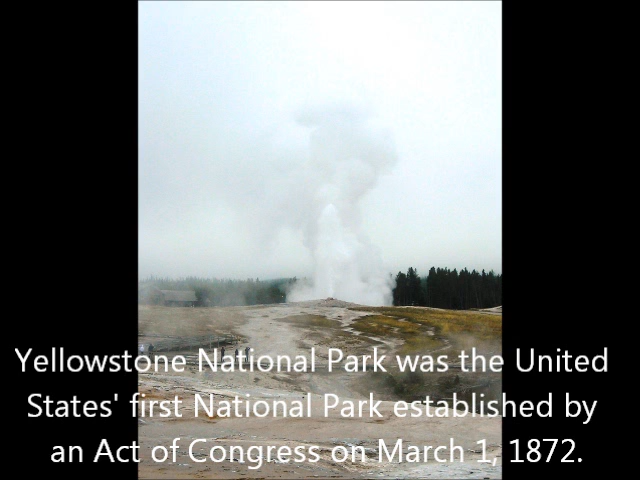 Yellowstone National Park was the United
States' first National Park established by
an Act of Congress on March 1, 1872.